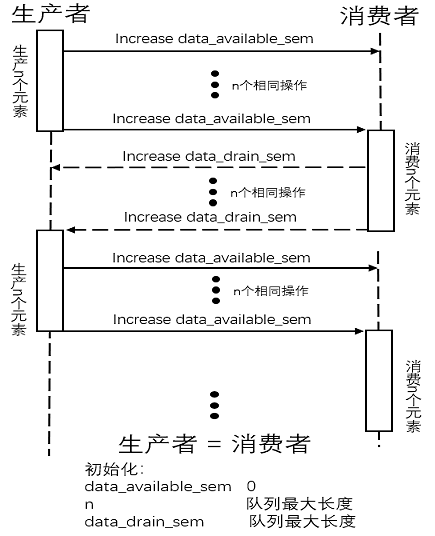 生产者 消费者
Increase data_available_sem
生产n个元素
n个相同操作
Increase data_available_sem
Increase data_drain_sem
消费n个元素
n个相同操作
Increase data_drain_sem
Increase data_available_sem
生产n个元素
n个相同操作
Increase data_available_sem
消费n个元素
生产者 = 消费者
初始化:
data_available_sem 0
n 队列最大长度
data_drain_sem 队列最大长度